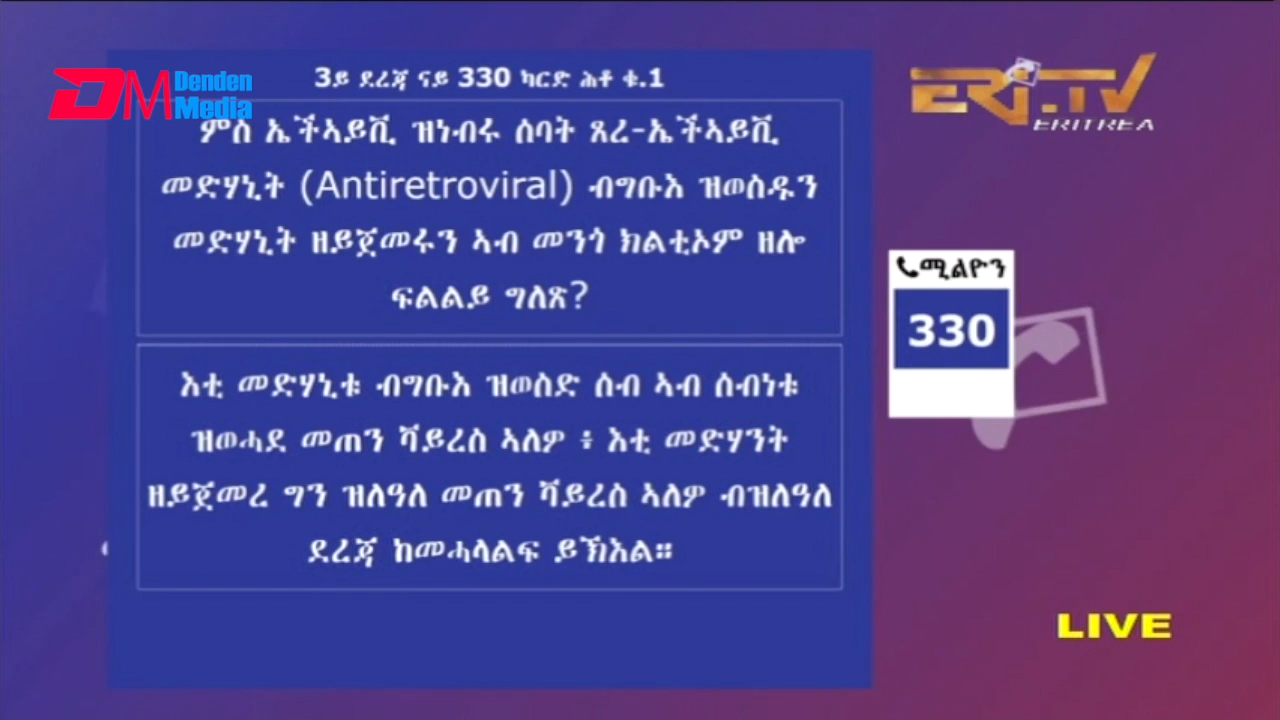 DM Denden
Media
3ይ ደረጃ ናይ 330 ካርድ ሕቶ ቁ.1
ERi.TV
ERITREA
ምስ ኤችኣይቪ ዝነብሩ ሰባት ጸረ-ኤችኣይቪ
መድሃኒት (Antiretroviral) ብግቡእ ዝወስዱን
መድሃኒት ዘይጀመሩን ኣብ መንጎ ክልቲኦም ዘሎ
ፍልልይ ግለጽ?
ሚልዮን
330
እቲ መድሃኒቱ ብግቡእ ዝወስድ ሰብ ኣብ ሰብነቱ
ዝወሓደ መጠን ቫይረስ ኣለዎ ፥ እቲ መድሃንት
ዘይጀመረ ግን ዝለዓለ መጠን ቫይረስ ኣለዎ ብዝለዓለ
ደረጃ ከመሓላልፍ ይኽእል።
LIVE